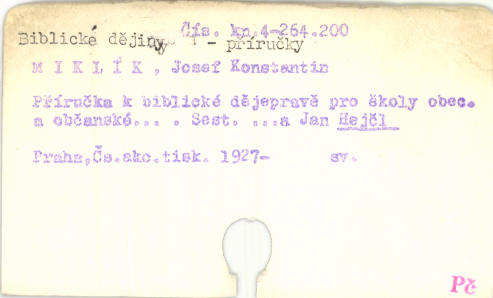 Čís. kn. 4-264.200
Biblické dějiny - příručky
MIKLÍK, Josef Konstantin
Příručka k biblické dějepravě pro školy obec.
a občanské... . Sest. ...a Jan Hejčl
Praha,Čs.akc.tisk. 1927- sv.
Pč